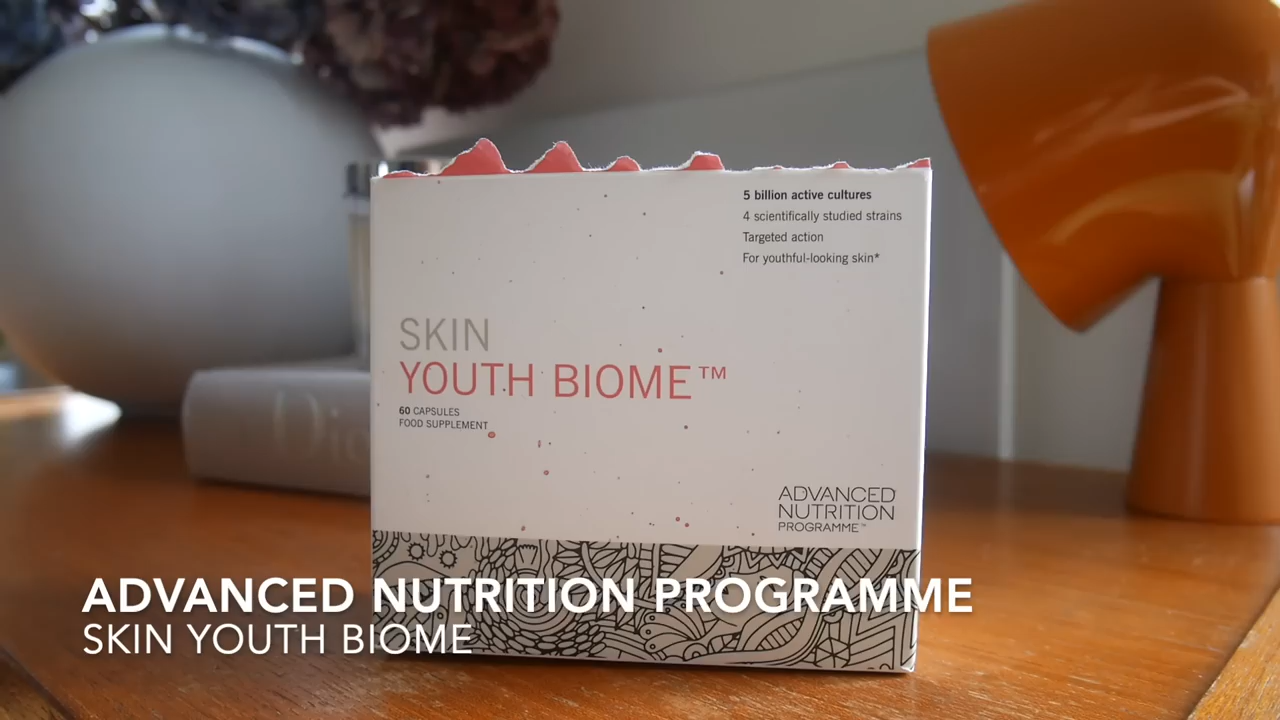 5 billion active cultures
4 scientifically studied strains
Targeted action
For youthful-looking skin*
SKIN
YOUTH BIOME™
60 CAPSULES
FOOD SUPPLEMENT
ADVANCED
NUTRITION
PROGRAMME™
ADVANCED NUTRITION PROGRAMME
SKIN YOUTH BIOME